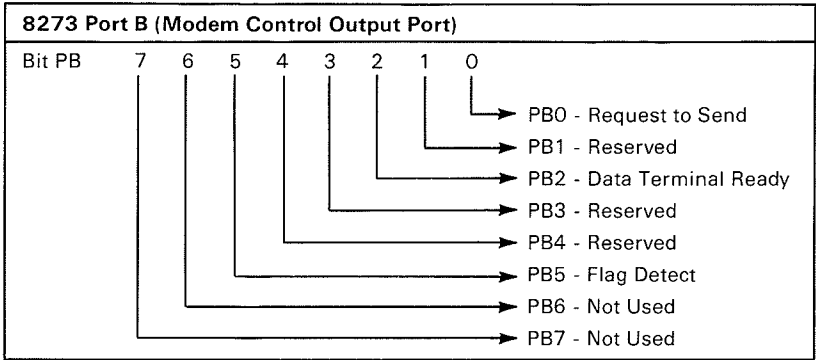 8273 Port B (Modem Control Output Port)
Bit PB 7 6 5 4 3 2 1 0
PB0 - Request to Send
PB1 - Reserved
PB2 - Data Terminal Ready
PB3 - Reserved
PB4 - Reserved
PB5 - Flag Detect
PB6 - Not Used
PB7 - Not Used